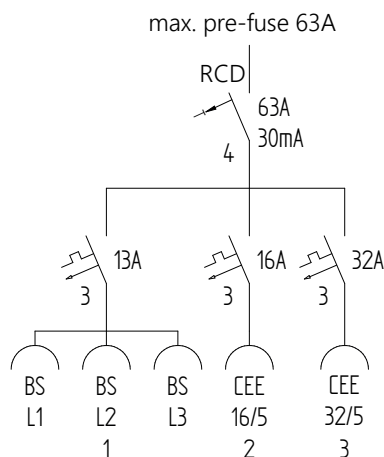 max. pre-fuse 63A
RCD
63A
30mA
4
13A
16A
32A
3
3
3
BS
BS
BS
CEE
CEE
L1
L2
L3
16/5
32/5
1
2
3